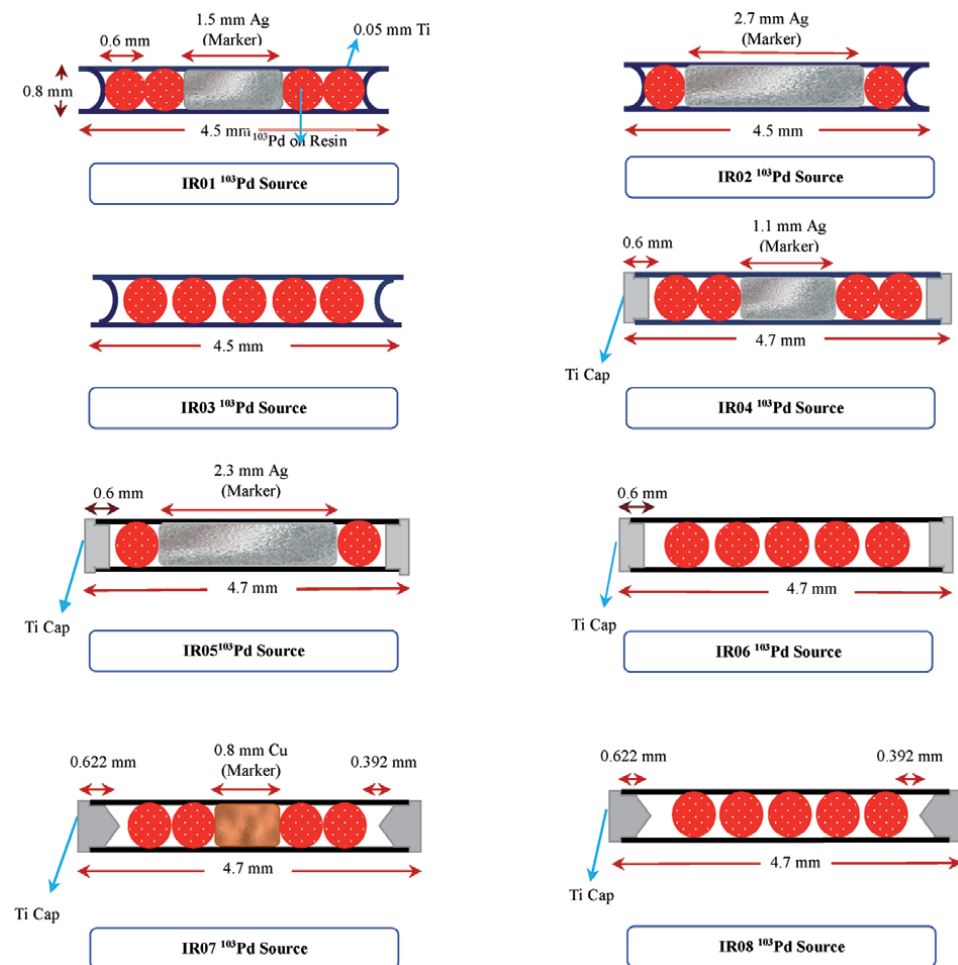 1.5 mm Ag
(Marker)
0.6 mm
0.05 mm Ti
0.8 mm
4.5 mm
¹⁰³Pd on Resin
IR01 ¹⁰³Pd Source
2.7 mm Ag
(Marker)
4.5 mm
IR02 ¹⁰³Pd Source
4.5 mm
IR03 ¹⁰³Pd Source
1.1 mm Ag
(Marker)
0.6 mm
4.7 mm
Ti Cap
IR04 ¹⁰³Pd Source
2.3 mm Ag
(Marker)
0.6 mm
4.7 mm
Ti Cap
IR05¹⁰³Pd Source
0.6 mm
4.7 mm
Ti Cap
IR06 ¹⁰³Pd Source
0.8 mm Cu
(Marker)
0.622 mm
0.392 mm
4.7 mm
Ti Cap
IR07 ¹⁰³Pd Source
0.622 mm
0.392 mm
4.7 mm
Ti Cap
IR08 ¹⁰³Pd Source